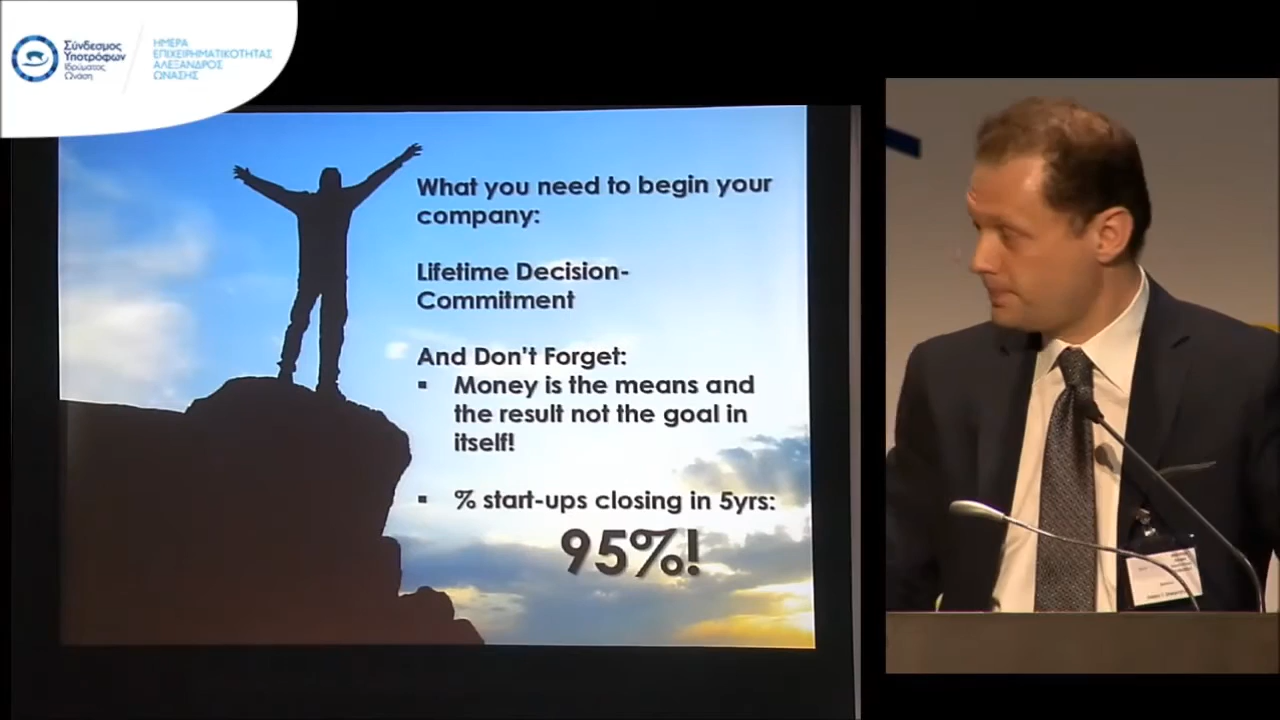 Σύνδεσμος
Υποτρόφων
Ιδρύματος
Ωνάση
ΗΜΕΡΑ
ΕΠΙΧΕΙΡΗΜΑΤΙΚΟΤΗΤΑΣ
ΑΛΕΞΑΝΔΡΟΣ
ΩΝΑΣΗΣ
What you need to begin your
company:
Lifetime Decision-
Commitment
And Don't Forget:
▪ Money is the means and
the result not the goal in
itself!
▪ % start-ups closing in 5yrs:
95%!